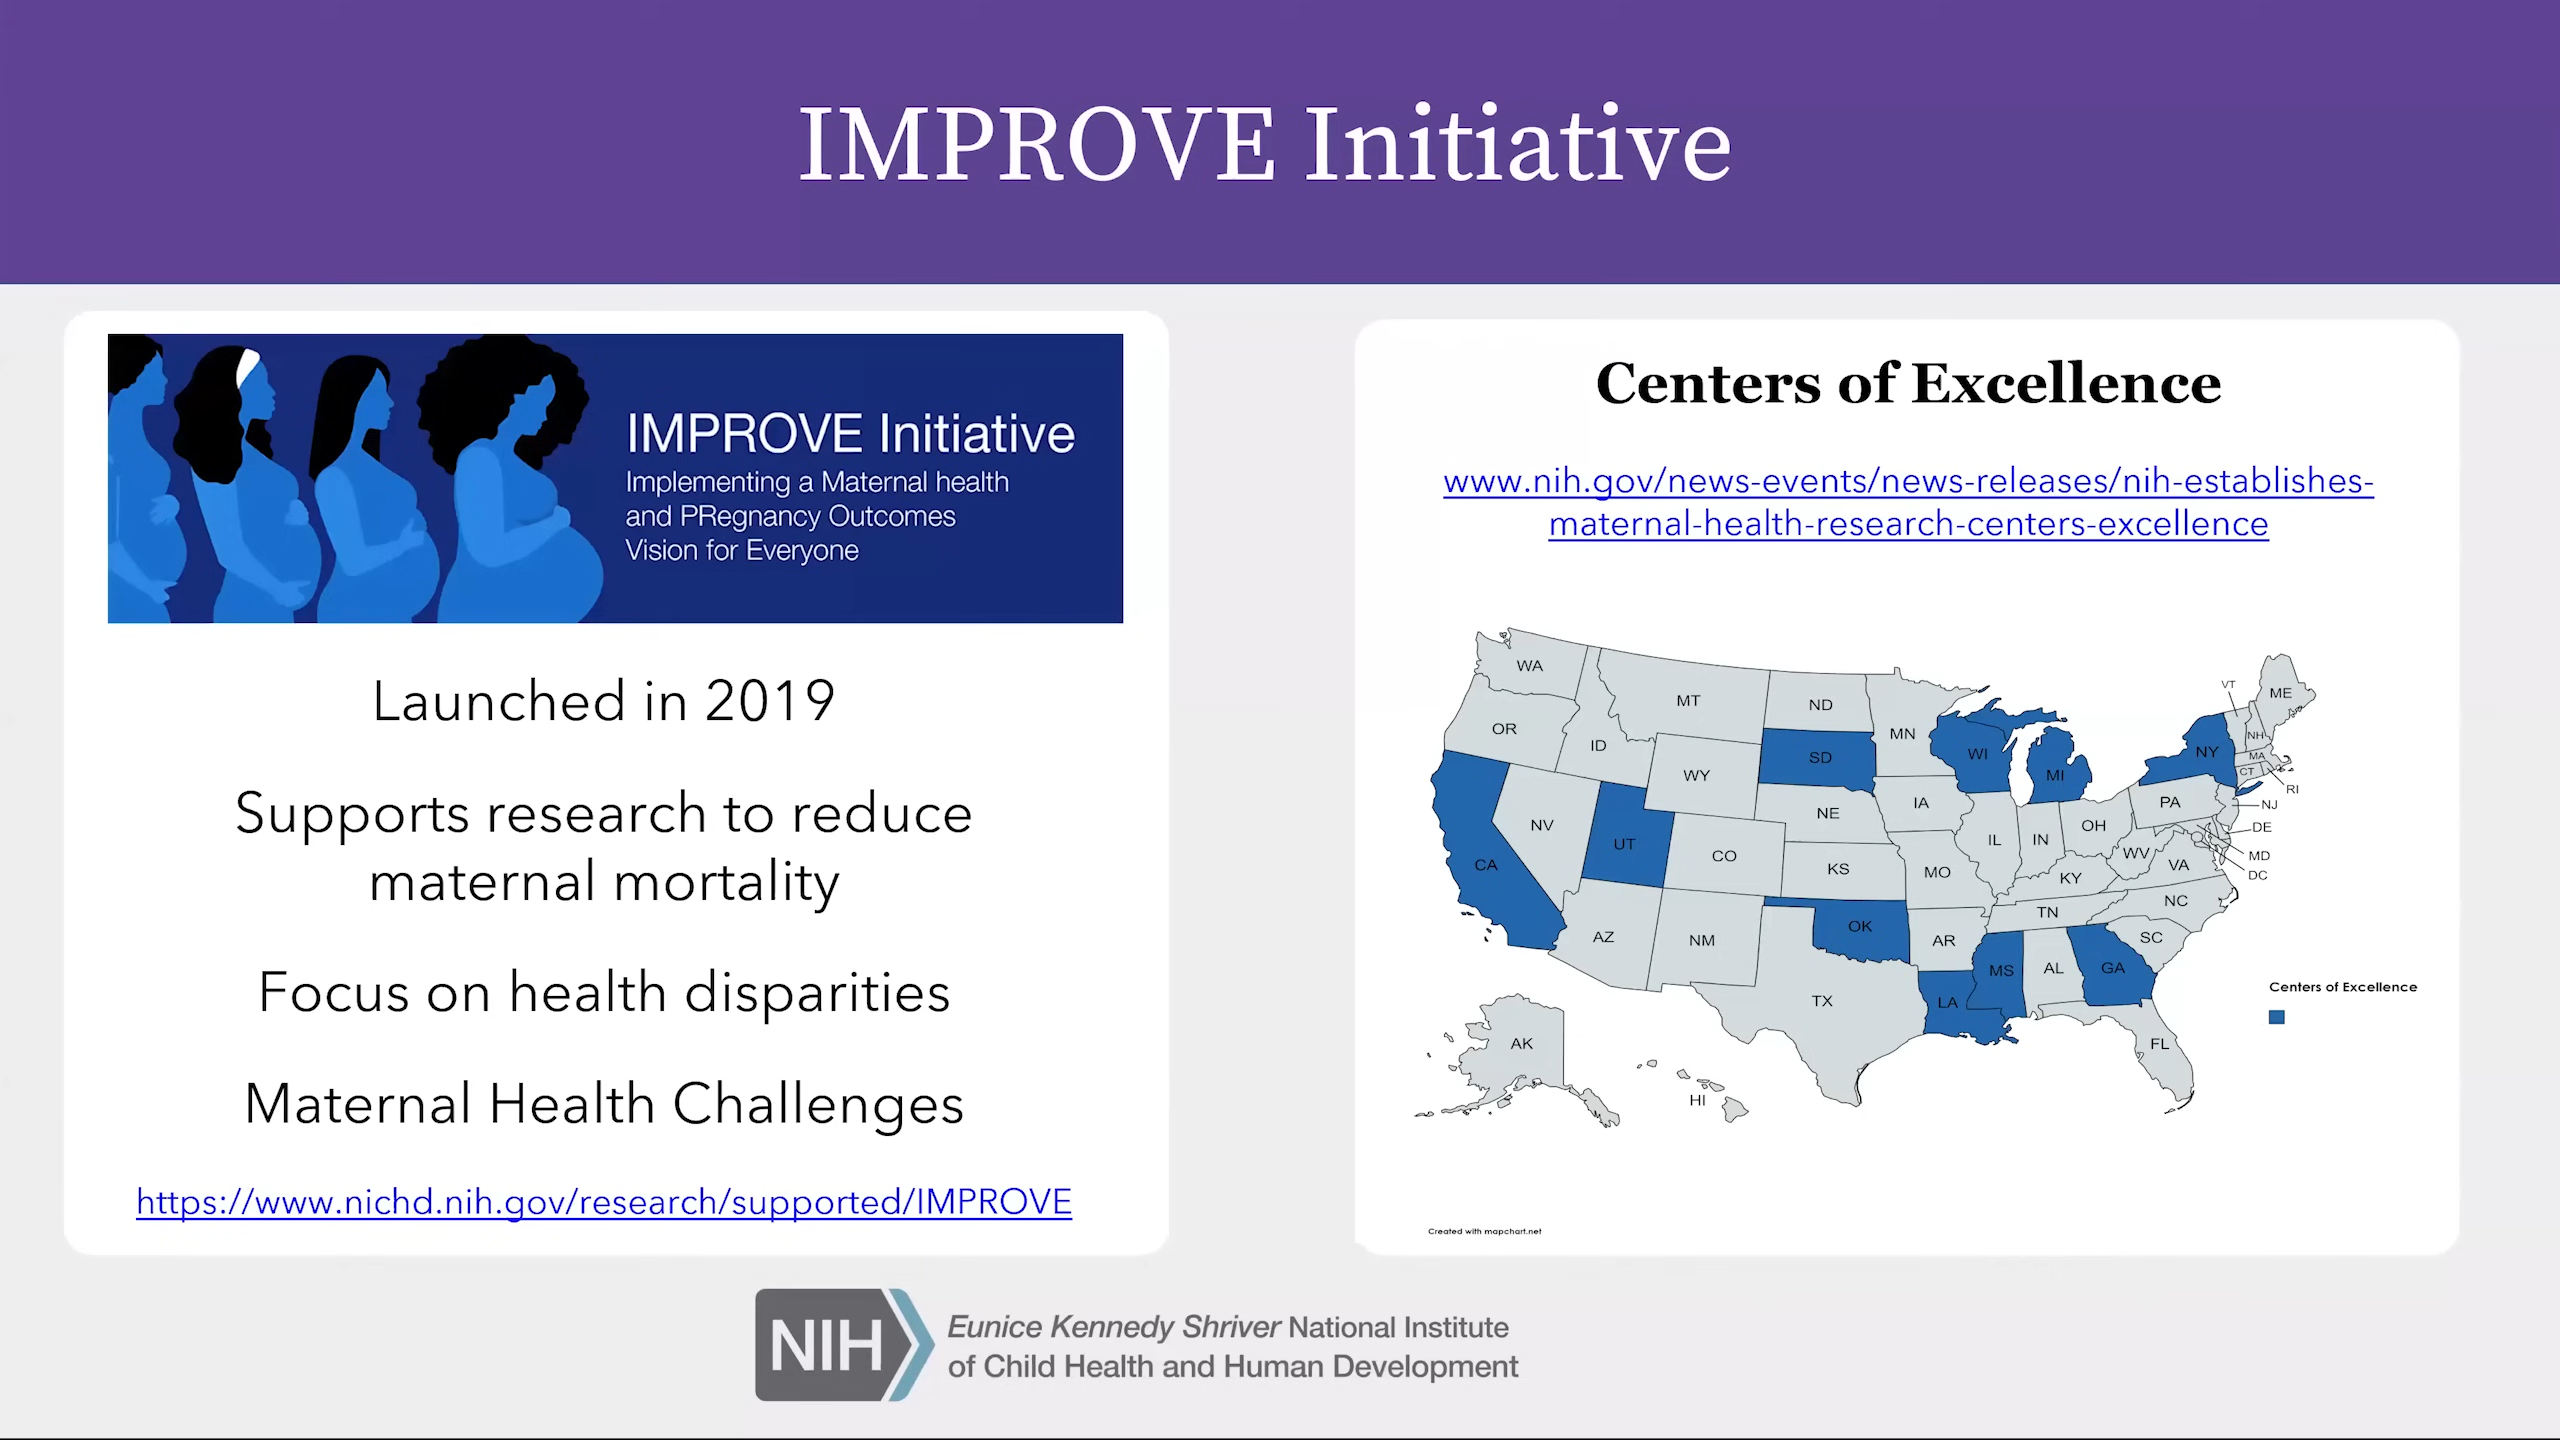 IMPROVE Initiative
IMPROVE Initiative
Implementing a Maternal health
and PRegnancy Outcomes
Vision for Everyone
Launched in 2019
Supports research to reduce
maternal mortality
Focus on health disparities
Maternal Health Challenges
https://www.nichd.nih.gov/research/supported/IMPROVE
Centers of Excellence
www.nih.gov/news-events/news-releases/nih-establishes-
maternal-health-research-centers-excellence
WA
MT
ND
MN
OR
ID
WY
SD
WI
MI
NY
VT
ME
NH
MA
CT
RI
NJ
PA
DE
MD
DC
NV
UT
CO
NE
IA
IL
IN
OH
WV
VA
CA
KS
MO
KY
NC
TN
AZ
NM
OK
AR
SC
MS
AL
GA
TX
LA
FL
AK
HI
Centers of Excellence
Created with mapchart.net
NIH
Eunice Kennedy Shriver National Institute
of Child Health and Human Development